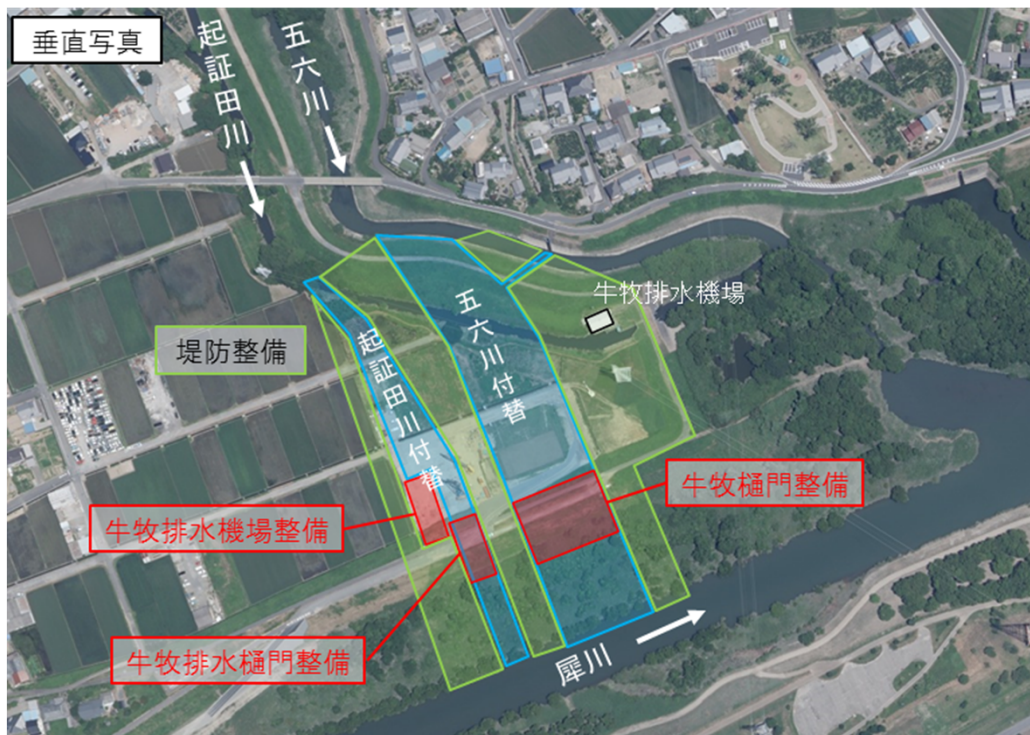 垂直写真
起証田川
五六川
牛牧排水機場
堤防整備
起証田川付替
五六川付替
牛牧樋門整備
牛牧排水機場整備
牛牧排水樋門整備
犀川